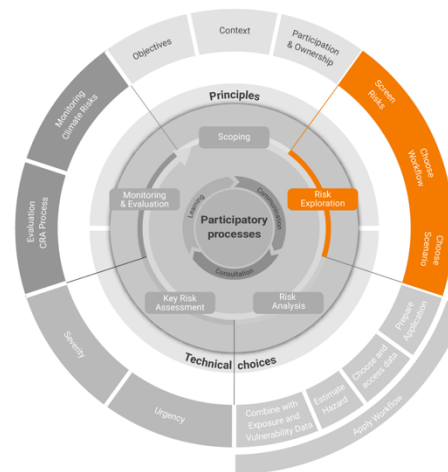 Objectives
Context
Participation
& Ownership
Screen
Risks
Choose
Workflow
Choose
Scenario
Prepare
Application
Choose and
access data
Estimate
Hazard
Combine with
Exposure and
Vulnerability Data
Apply Workflow
Urgency
Severity
Evaluation
CRA Process
Monitoring
Climate Risks
Principles
Scoping
Risk
Exploration
Risk
Analysis
Key Risk
Assessment
Monitoring
& Evaluation
Learning
Communication
Consultation
Participatory
processes
Technical choices